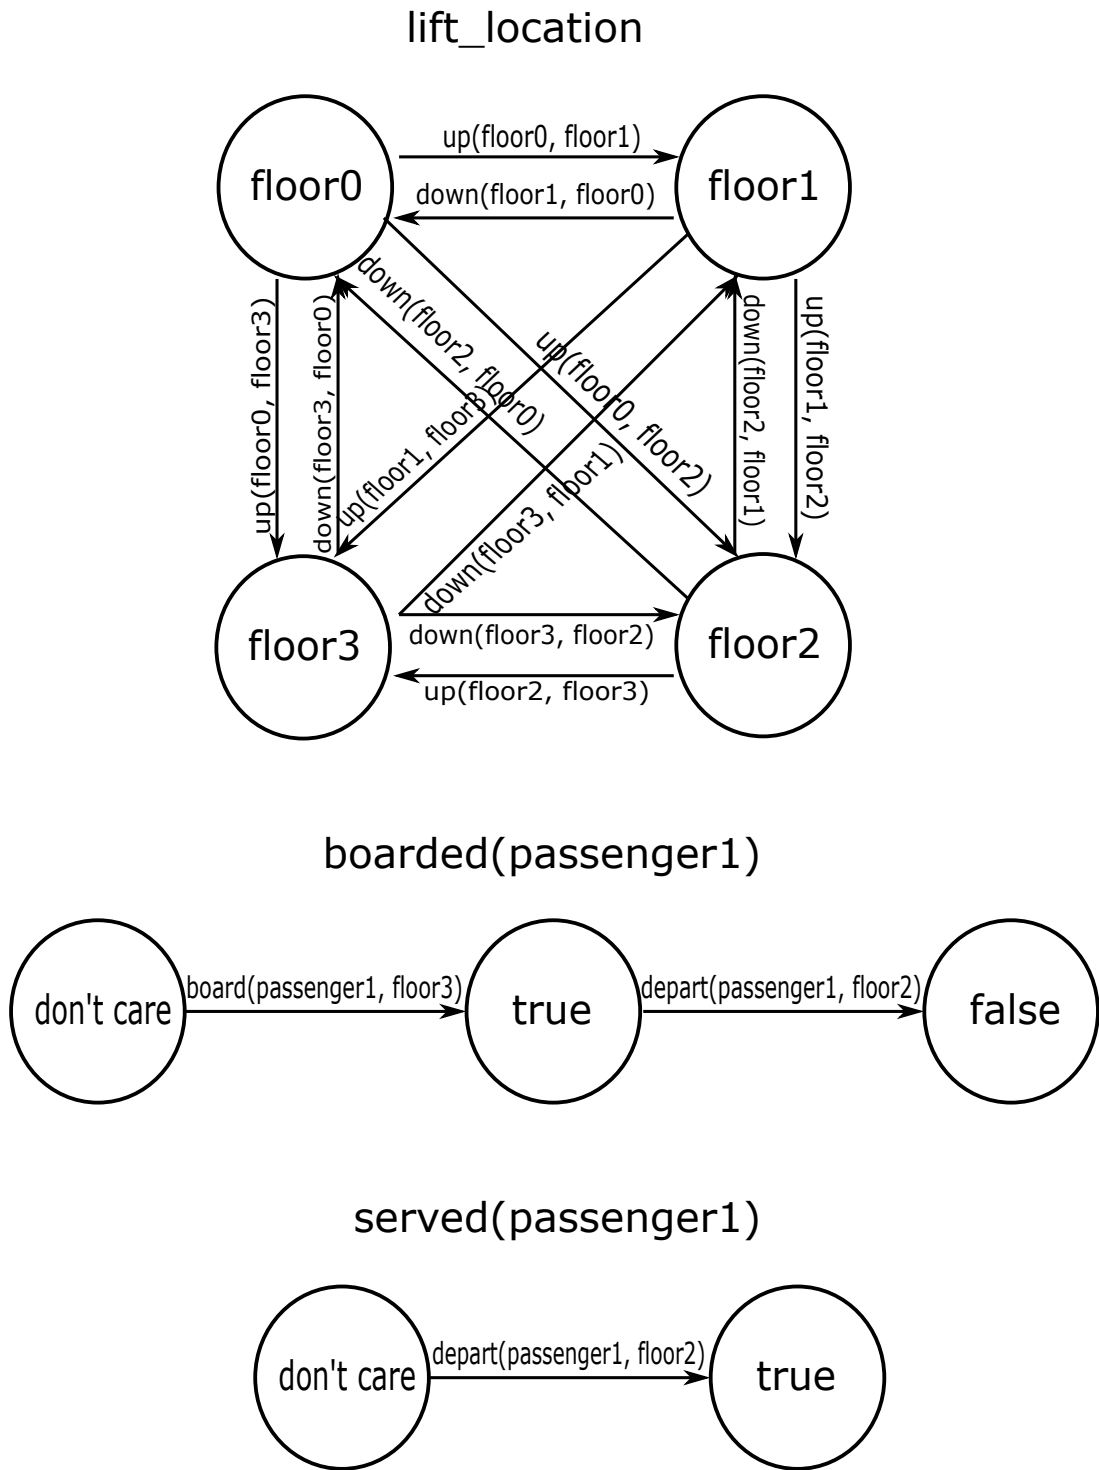 lift_location
floor0
up(floor0, floor1)
down(floor1, floor0)
floor1
up(floor0, floor3)
down(floor3, floor0)
down(floor2, floor0)
up(floor1, floor3)
up(floor0, floor2)
down(floor3, floor1)
down(floor2, floor1)
up(floor1, floor2)
floor3
down(floor3, floor2)
up(floor2, floor3)
floor2
boarded(passenger1)
don't care
board(passenger1, floor3)
true
depart(passenger1, floor2)
false
served(passenger1)
don't care
depart(passenger1, floor2)
true